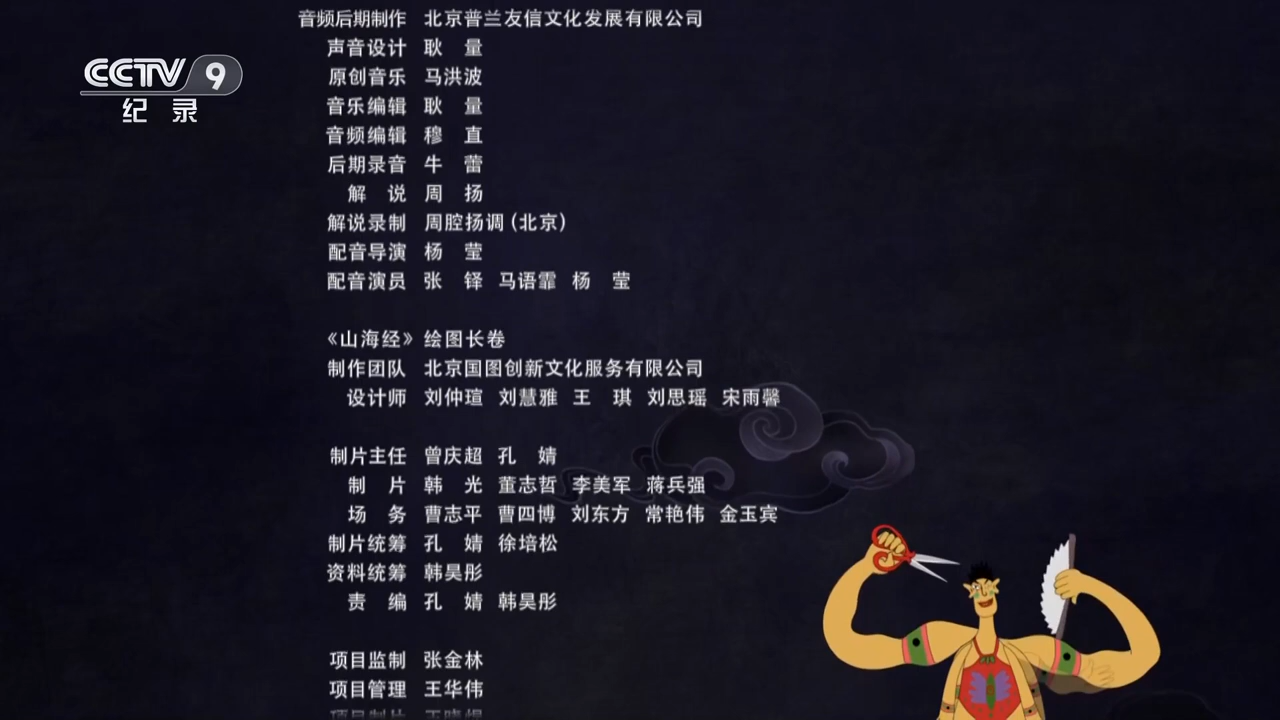 音频后期制作 北京普兰友信文化发展有限公司
声音设计 耿 量
CCTV 9
纪 录
原创音乐 马洪波
音乐编辑 耿 量
音频编辑 穆 直
后期录音 牛 蕾
解 说 周 扬
解说录制 周腔扬调(北京)
配音导演 杨 莹
配音演员 张 铎 马语霏 杨 莹
《山海经》绘图长卷
制作团队 北京国图创新文化服务有限公司
设计师 刘仲瑄 刘慧雅 王 琪 刘思瑶 宋雨馨
制片主任 曾庆超 孔 婧
制 片 韩 光 董志哲 李美军 蒋兵强
场 务 曹志平 曹四博 刘东方 常艳伟 金玉宾
制片统筹 孔 婧 徐培松
资料统筹 韩昊彤
责 编 孔 婧 韩昊彤
项目监制 张金林
项目管理 王华伟